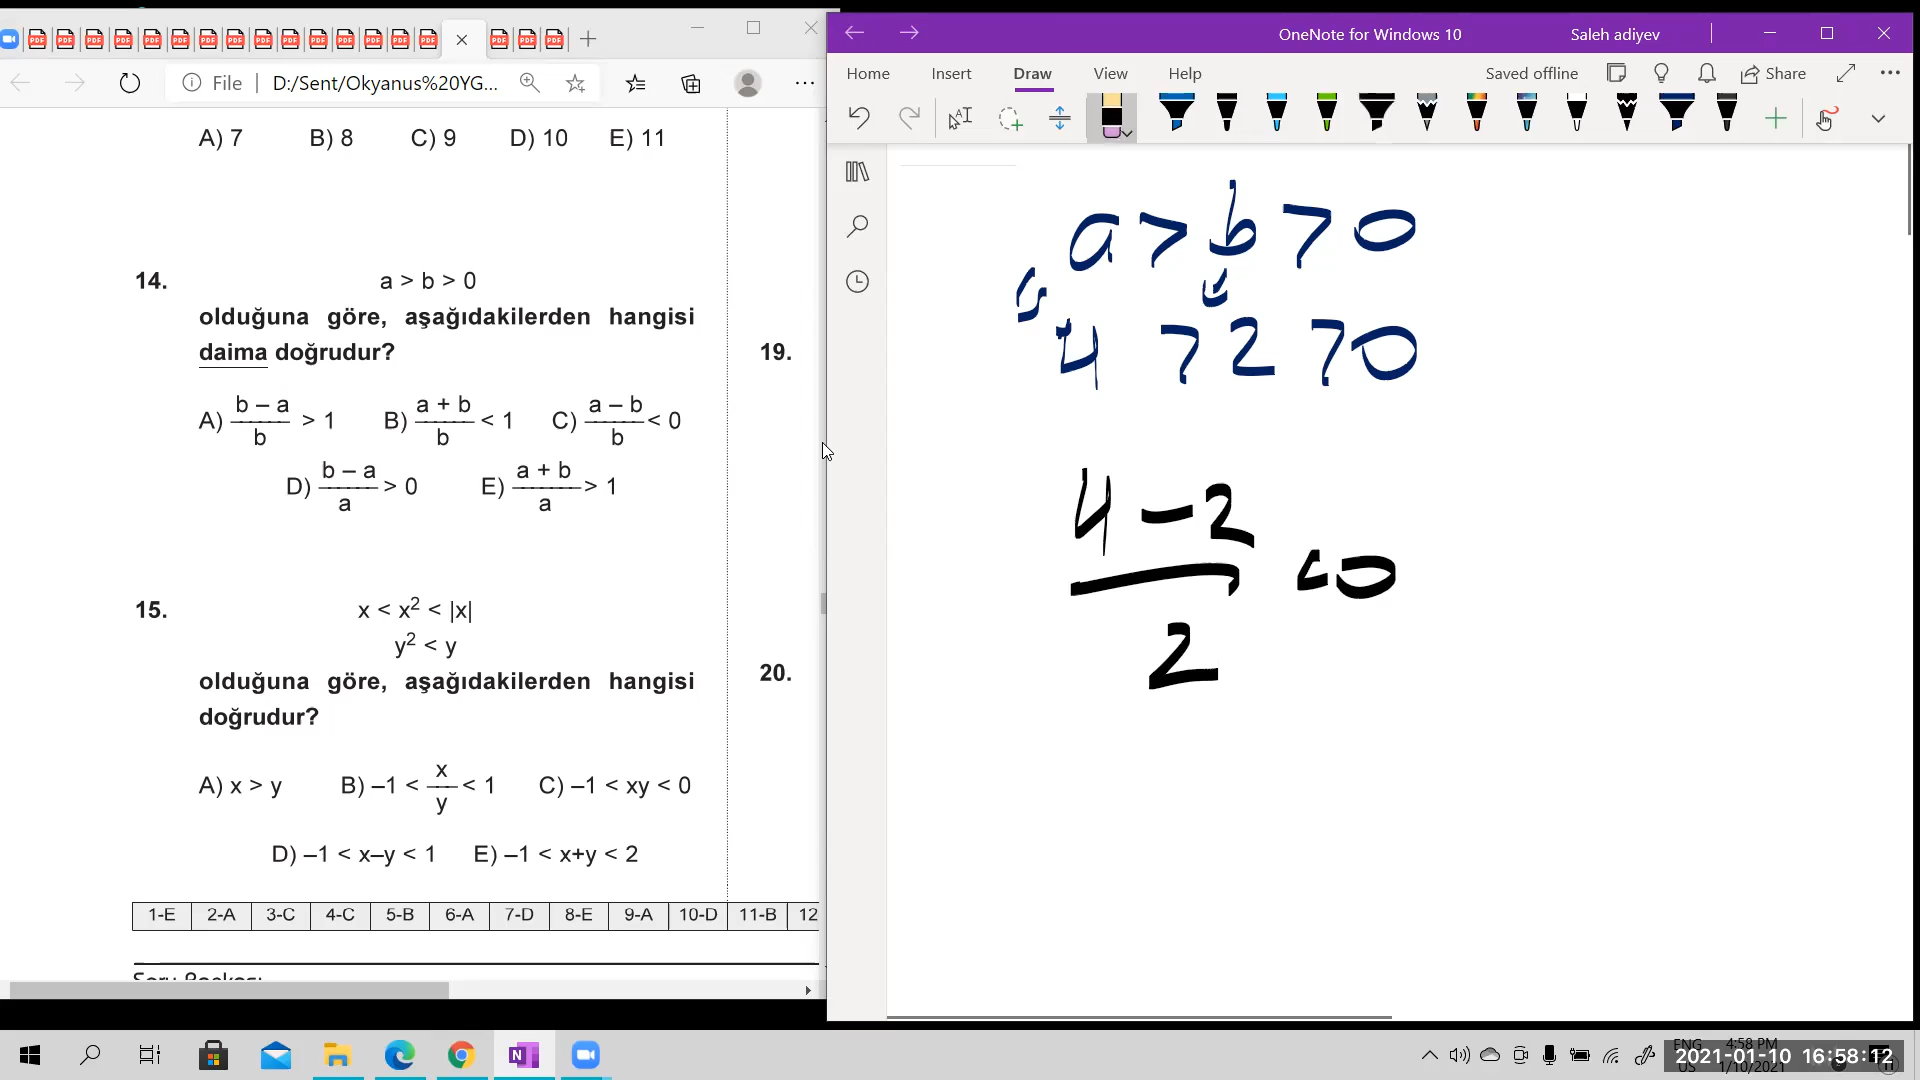 File D:/Sent/Okyanus%20YG...
A) 7 B) 8 C) 9 D) 10 E) 11
14. a > b > 0
olduğuna göre, aşağıdakilerden hangisi
daima doğrudur?
A) b – a / b > 1 B) a + b / b < 1 C) a – b / b < 0
D) b – a / a > 0 E) a + b / a > 1
15. x < x² < |x|
y² < y
olduğuna göre, aşağıdakilerden hangisi
doğrudur?
A) x > y B) –1 < x / y < 1 C) –1 < xy < 0
D) –1 < x–y < 1 E) –1 < x+y < 2
1-E 2-A 3-C 4-C 5-B 6-A 7-D 8-E 9-A 10-D 11-B 12
19.
20.
OneNote for Windows 10 Saleh adiyev
Home Insert Draw View Help Saved offline Share
a > b > 0
4 > 2 > 0
4 – 2 / 2 < 0
ENG 4:58 PM
US 1/10/2021
2021-01-10 16:58:12